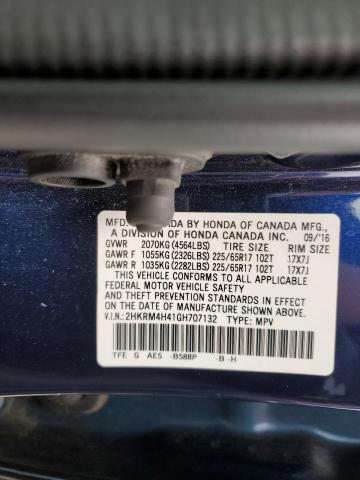 MFD. ADA BY HONDA OF CANADA MFG.,
A DIVISION OF HONDA CANADA INC. 09/'16
GVWR 2070KG (4564LBS) TIRE SIZE RIM SIZE
GAWR F 1055KG (2326LBS) 225/65R17 102T 17X7J
GAWR R 1035KG (2282LBS) 225/65R17 102T 17X7J
THIS VEHICLE CONFORMS TO ALL APPLICABLE
FEDERAL MOTOR VEHICLE SAFETY
STANDARDS IN EFFECT
ON THE DATE OF MANUFACTURE SHOWN ABOVE.
V.I.N.: 2HKRM4H41GH707132 TYPE: MPV
TFE G AE5 -B588P -B -H